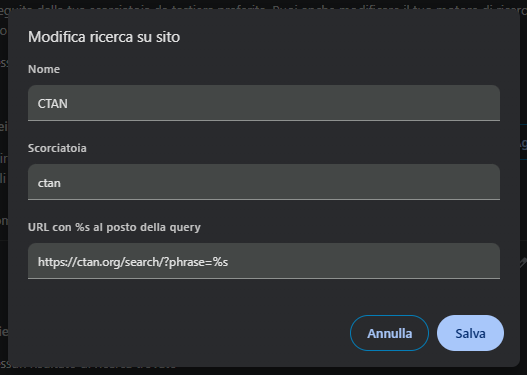 Modifica ricerca su sito
Nome
CTAN
Scorciatoia
ctan
URL con %s al posto della query
https://ctan.org/search/?phrase=%s
Annulla
Salva